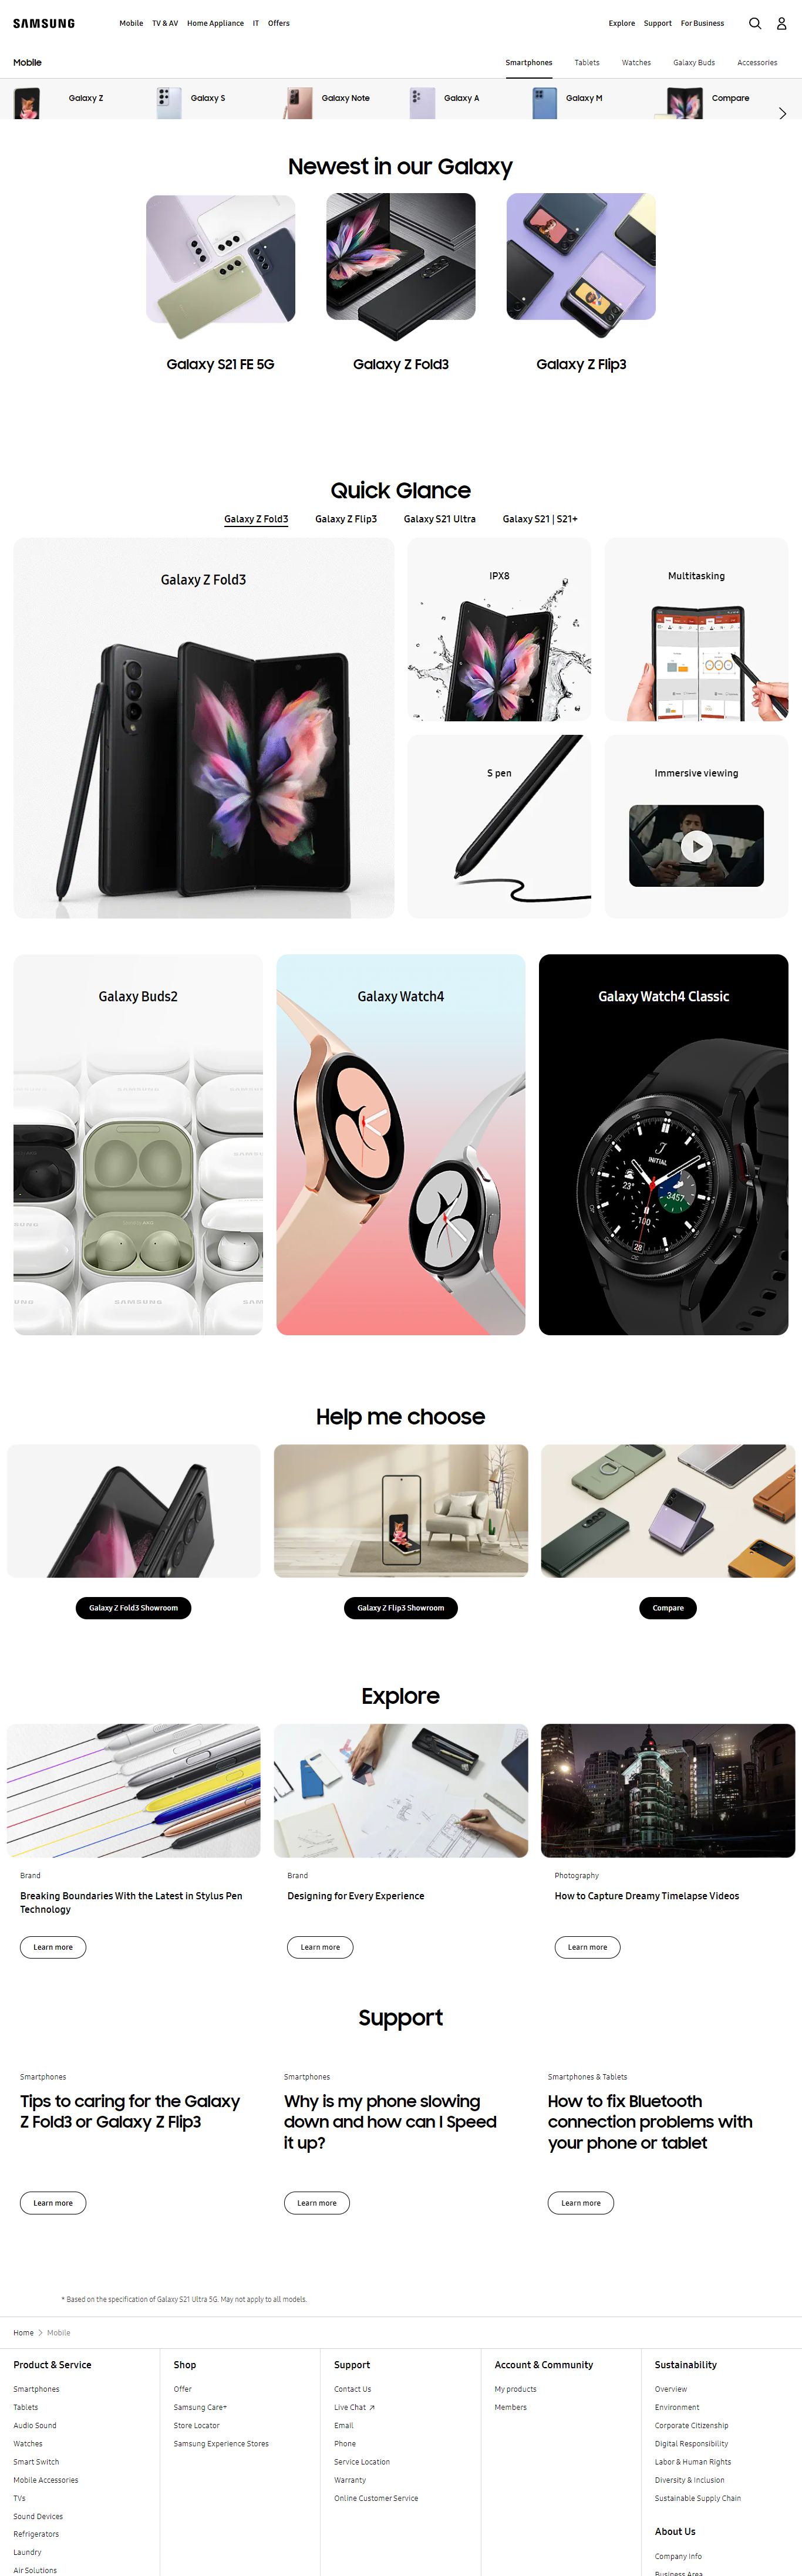 SAMSUNG
Mobile TV & AV Home Appliance IT Offers
Explore Support For Business
Mobile
Smartphones Tablets Watches Galaxy Buds Accessories
Galaxy Z Galaxy S Galaxy Note Galaxy A Galaxy M Compare
Newest in our Galaxy
Galaxy S21 FE 5G
Galaxy Z Fold3
Galaxy Z Flip3
Quick Glance
Galaxy Z Fold3 Galaxy Z Flip3 Galaxy S21 Ultra Galaxy S21 | S21+
Galaxy Z Fold3
IPX8
Multitasking
S pen
Immersive viewing
Galaxy Buds2
SAMSUNG
Galaxy Watch4
Galaxy Watch4 Classic
INITIAL
23°
3457
100
28
Help me choose
Galaxy Z Fold3 Showroom
Galaxy Z Flip3 Showroom
Compare
Explore
Brand
Breaking Boundaries With the Latest in Stylus Pen
Technology
Learn more
Brand
Designing for Every Experience
Learn more
Photography
How to Capture Dreamy Timelapse Videos
Learn more
Support
Smartphones
Tips to caring for the Galaxy
Z Fold3 or Galaxy Z Flip3
Learn more
Smartphones
Why is my phone slowing
down and how can I Speed
it up?
Learn more
Smartphones & Tablets
How to fix Bluetooth
connection problems with
your phone or tablet
Learn more
* Based on the specification of Galaxy S21 Ultra 5G. May not apply to all models.
Home > Mobile
Product & Service
Smartphones
Tablets
Audio Sound
Watches
Smart Switch
Mobile Accessories
TVs
Sound Devices
Refrigerators
Laundry
Air Solutions
Shop
Offer
Samsung Care+
Store Locator
Samsung Experience Stores
Support
Contact Us
Live Chat
Email
Phone
Service Location
Warranty
Online Customer Service
Account & Community
My products
Members
Sustainability
Overview
Environment
Corporate Citizenship
Digital Responsibility
Labor & Human Rights
Diversity & Inclusion
Sustainable Supply Chain
About Us
Company Info
Business Area